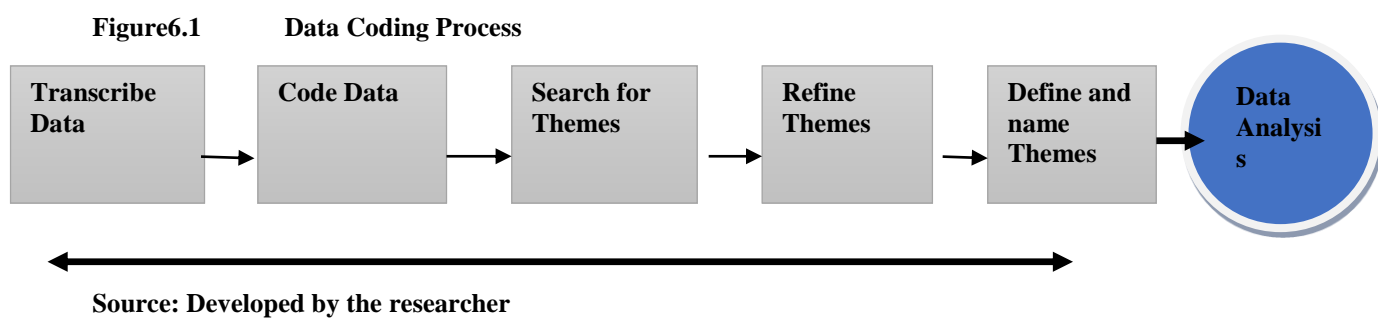 Figure6.1 Data Coding Process
Transcribe
Data
Code Data
Search for
Themes
Refine
Themes
Define and
name
Themes
Data
Analysi
s
Source: Developed by the researcher